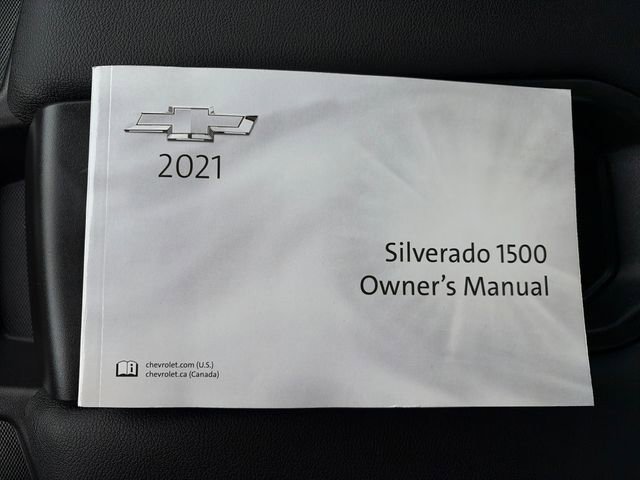 2021
Silverado 1500
Owner's Manual
chevrolet.com (U.S.)
chevrolet.ca (Canada)